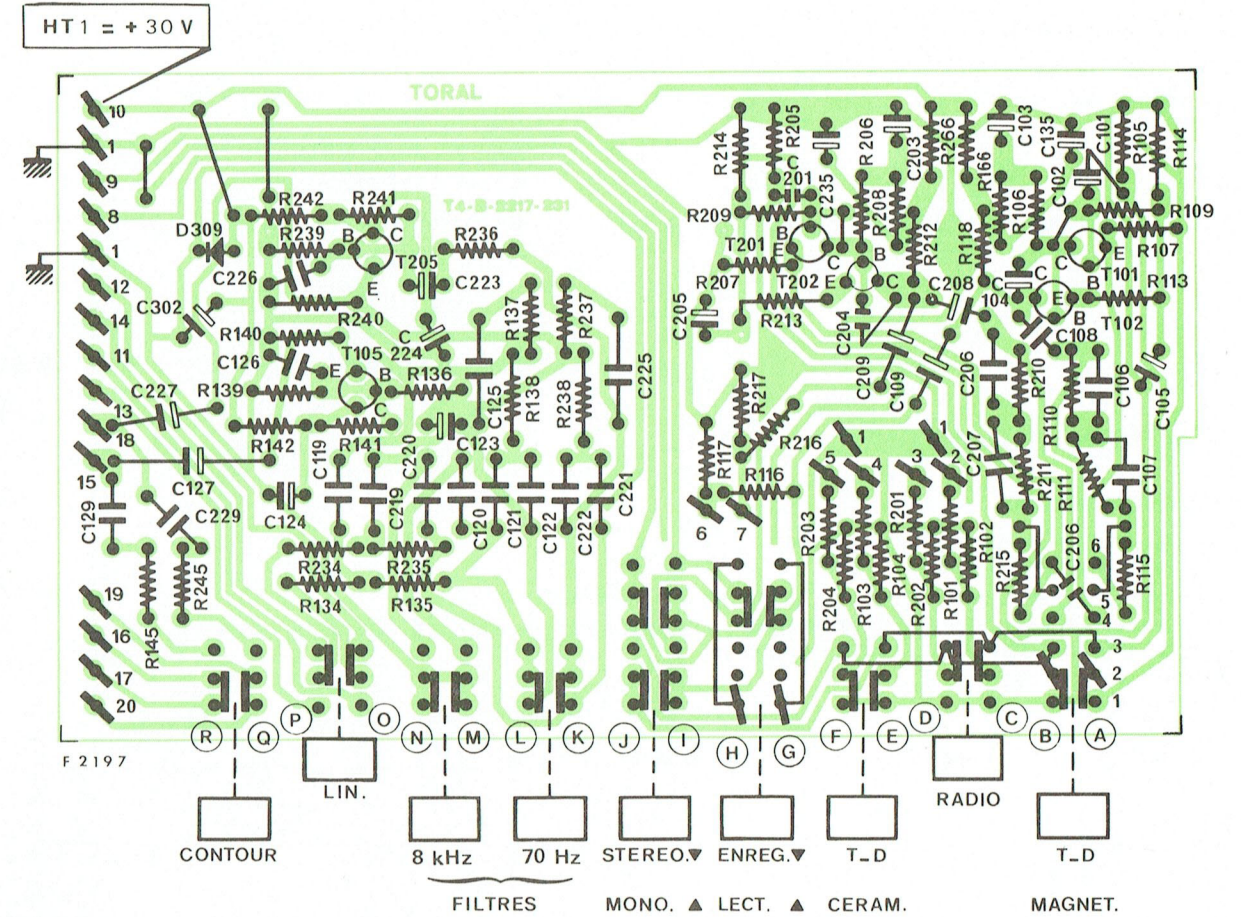 HT1 = + 30 V
TORAL
T4-B-2217-231
10
1
9
8
1
12
14
11
13
18
15
19
16
17
20
D309
R242
R241
R239
B
C
T205
E
R236
C226
C223
C302
R240
C
224
R140
C126
T105
E
B
C
R136
R139
C227
R142
R141
C123
C125
R137
R237
R138
R238
C225
C127
C129
C229
C124
C119
C219
C220
C120
C121
C122
C222
C221
R234
R235
R134
R135
R145
R245
R214
R205
C
201
C235
R206
C203
R266
R166
C103
C135
C101
R105
R114
C102
R209
R208
R212
R118
R106
R109
R107
T201
B
C
E
R207
T202
E
B
C
C208
C
104
C
E
B
T101
R113
C
E
B
T102
C205
R213
C204
C209
C109
C206
R210
C108
R110
C106
C105
R217
R216
R117
R116
6
7
1
1
5
4
3
2
C207
R211
R111
C107
R203
R201
R204
R103
R104
R202
R101
R102
R215
C206
6
5
4
3
2
1
R115
R
Q
P
O
N
M
L
K
J
I
H
G
F
E
D
C
B
A
F 2197
LIN.
RADIO
CONTOUR
8 kHz
70 Hz
STEREO.▼
ENREG.▼
T_D
T_D
FILTRES
MONO. ▲
LECT. ▲
CERAM.
MAGNET.